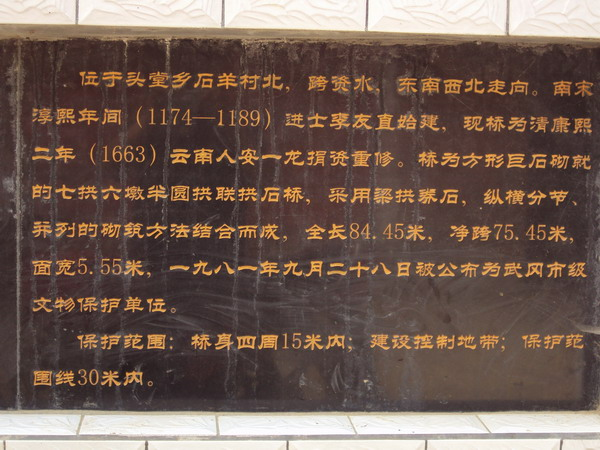 位于头堂乡石羊村北，跨资水，东南西北走向。南宋
淳熙年间（1174—1189）进士李友直始建，现桥为清康熙
二年（1663）云南人安一龙捐资重修。桥为方形巨石砌就
的七拱六墩半圆拱联拱石桥，采用梁拱券石，纵横分节、
并列的砌筑方法结合而成，全长84.45米，净跨75.45米，
面宽5.55米，一九八一年九月二十八日被公布为武冈市级
文物保护单位。
保护范围：桥身四周15米内；建设控制地带；保护范
围线30米内。